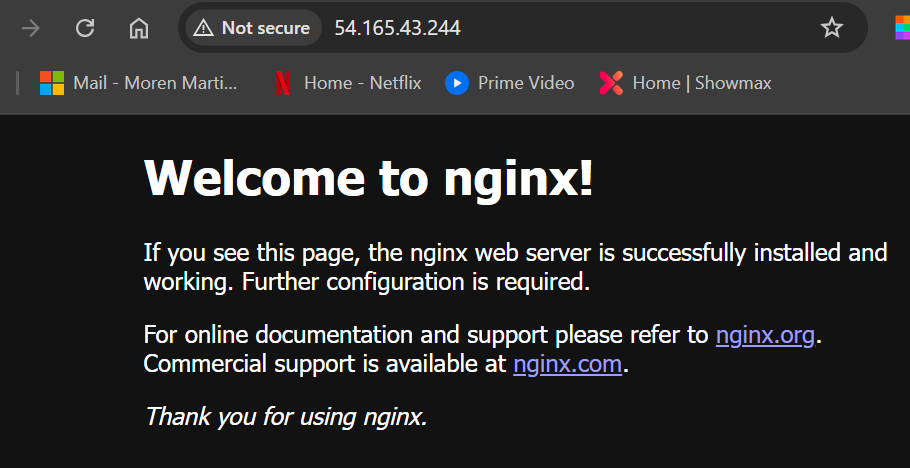 Not secure 54.165.43.244
Mail - Moren Marti... Home - Netflix Prime Video Home | Showmax
Welcome to nginx!
If you see this page, the nginx web server is successfully installed and
working. Further configuration is required.
For online documentation and support please refer to nginx.org.
Commercial support is available at nginx.com.
Thank you for using nginx.